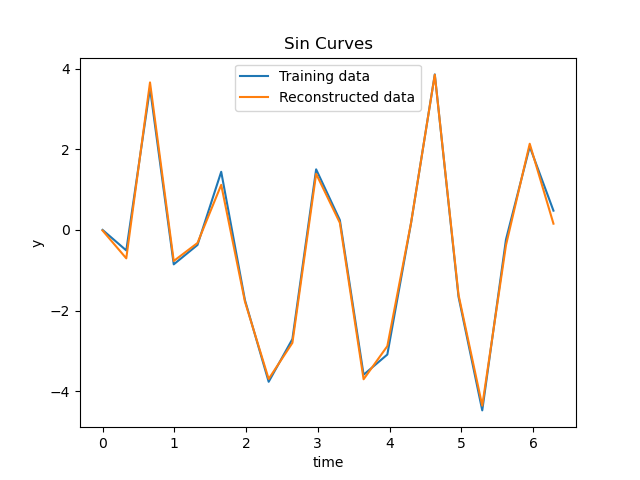 Sin Curves
Training data
Reconstructed data
4
2
0
−2
−4
y
0 1 2 3 4 5 6
time